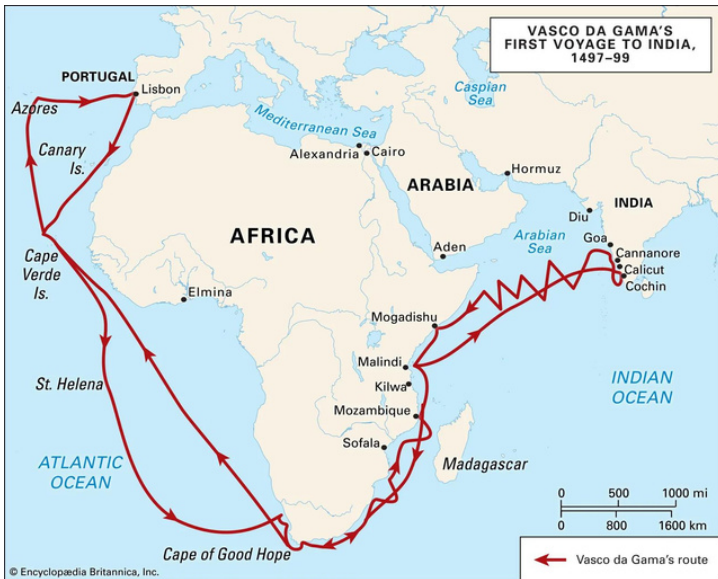 VASCO DA GAMA'S
FIRST VOYAGE TO INDIA,
1497–99
PORTUGAL
Lisbon
Azores
Caspian
Sea
Mediterranean Sea
Canary
Is.
Alexandria
Cairo
Hormuz
ARABIA
INDIA
Diu
AFRICA
Arabian
Sea
Goa
Aden
Cannanore
Calicut
Cochin
Cape
Verde
Is.
Elmina
Mogadishu
Malindi
St. Helena
Kilwa
INDIAN
OCEAN
Mozambique
Sofala
Madagascar
ATLANTIC
OCEAN
0 500 1000 mi
0 800 1600 km
Cape of Good Hope
Vasco da Gama's route
© Encyclopædia Britannica, Inc.